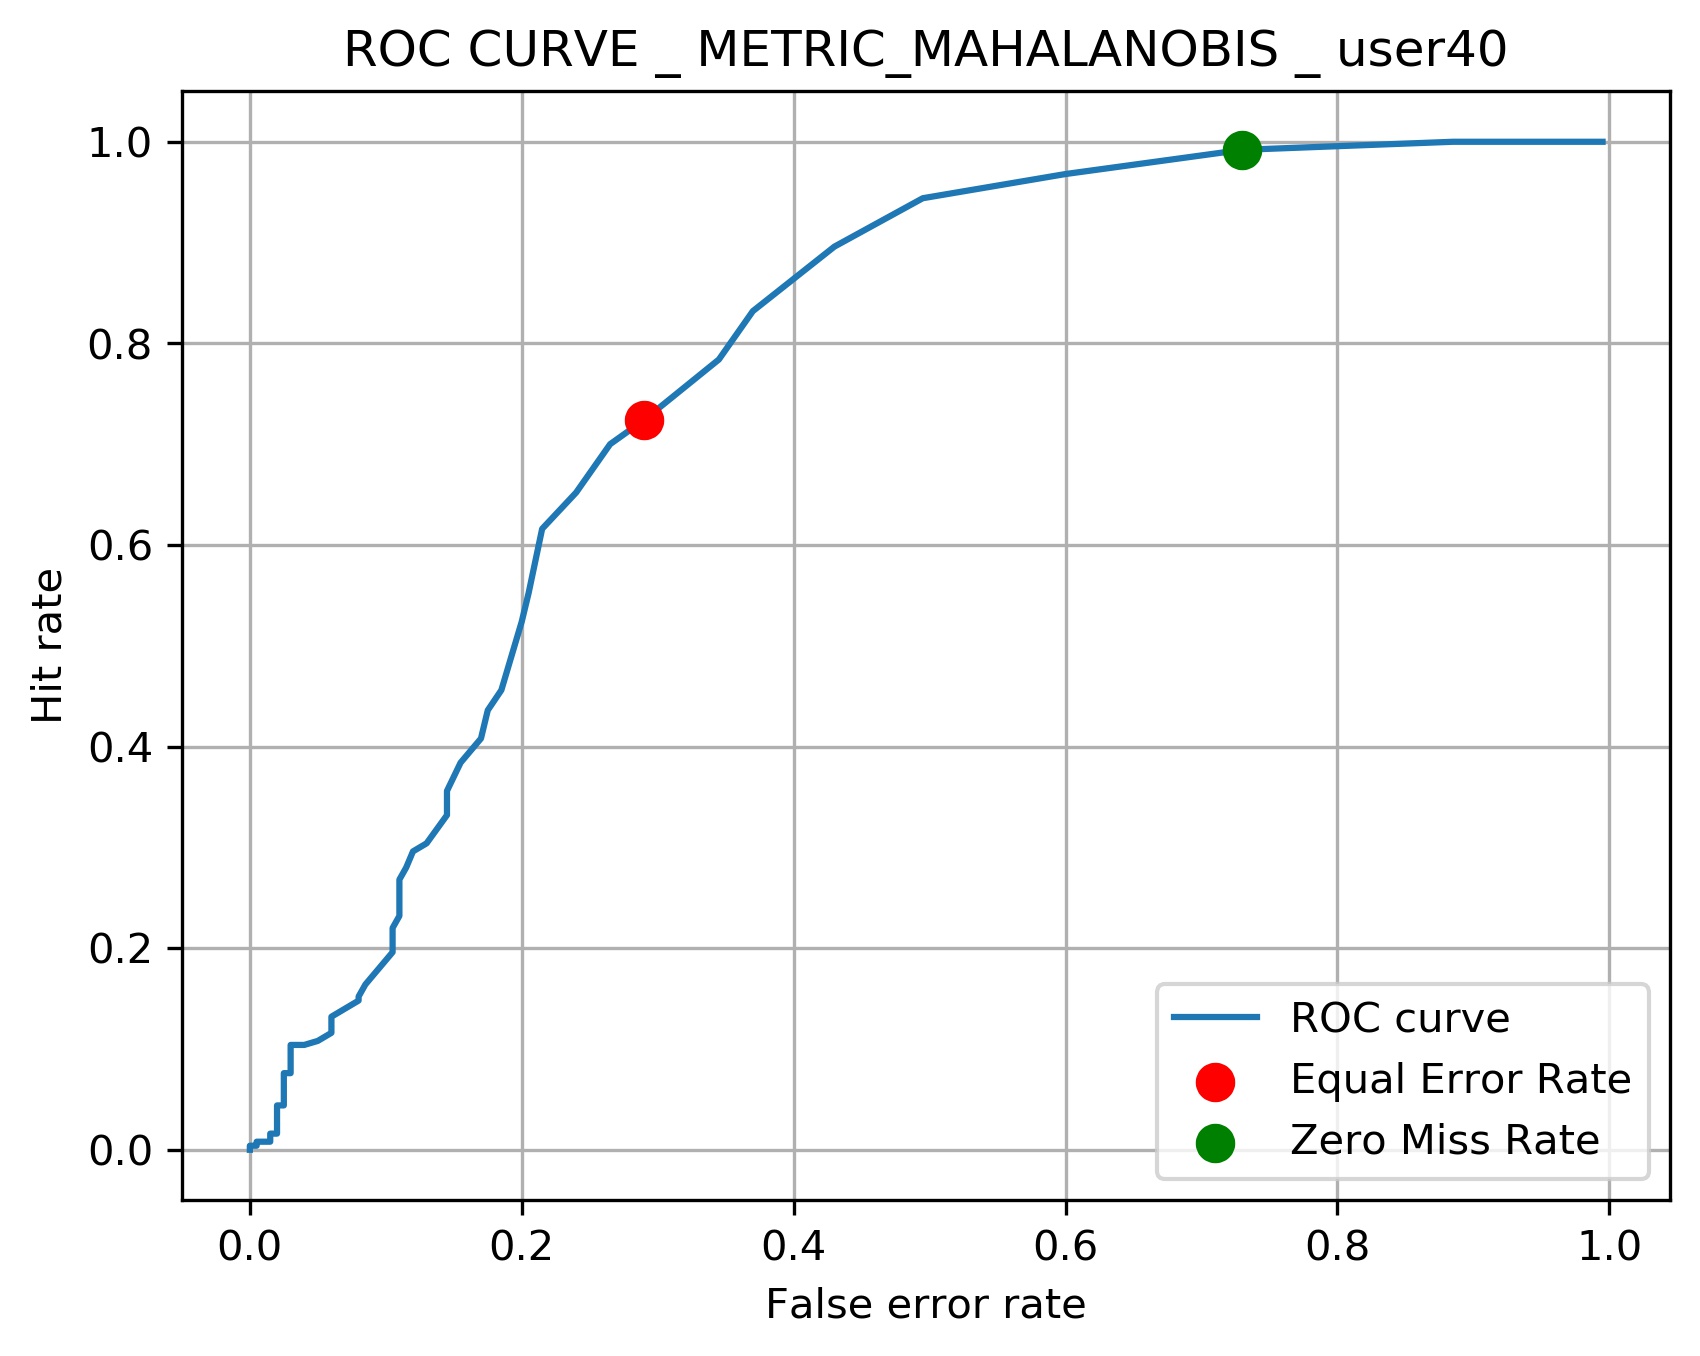 ROC CURVE _ METRIC_MAHALANOBIS _ user40
1.0
0.8
0.6
0.4
0.2
0.0
Hit rate
ROC curve
Equal Error Rate
Zero Miss Rate
0.0 0.2 0.4 0.6 0.8 1.0
False error rate